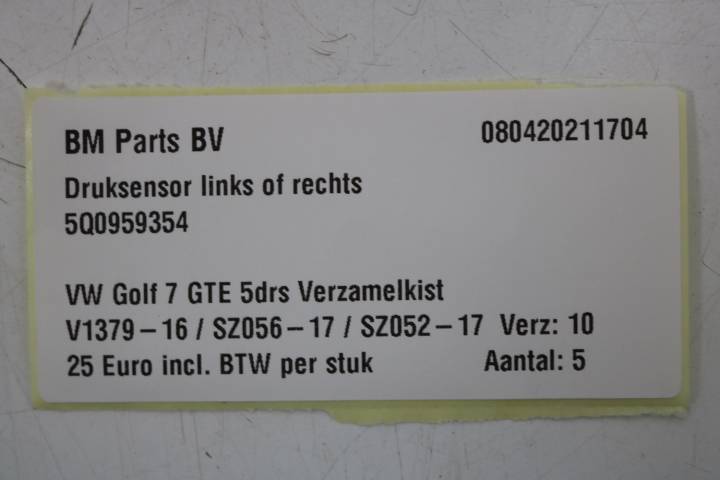 BM Parts BV 080420211704
Druksensor links of rechts
5Q0959354
VW Golf 7 GTE 5drs Verzamelkist
V1379-16 / SZ056-17 / SZ052-17 Verz: 10
25 Euro incl. BTW per stuk Aantal: 5